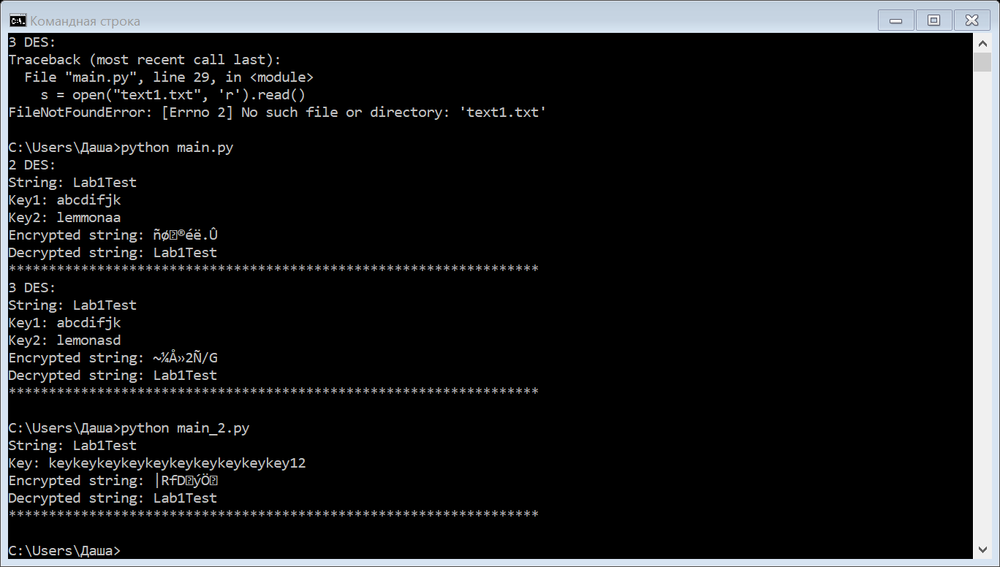 Командная строка
3 DES:
Traceback (most recent call last):
  File "main.py", line 29, in <module>
    s = open("text1.txt", 'r').read()
FileNotFoundError: [Errno 2] No such file or directory: 'text1.txt'
C:\Users\Даша>python main.py
2 DES:
String: Lab1Test
Key1: abcdifjk
Key2: lemmonaa
Encrypted string: ñø�®éë.Û
Decrypted string: Lab1Test
******************************************************************
3 DES:
String: Lab1Test
Key1: abcdifjk
Key2: lemonasd
Encrypted string: ~¼Å»2Ñ/G
Decrypted string: Lab1Test
******************************************************************
C:\Users\Даша>python main_2.py
String: Lab1Test
Key: keykeykeykeykeykeykeykeykeykey12
Encrypted string: |RfD�ýÖ�
Decrypted string: Lab1Test
******************************************************************
C:\Users\Даша>